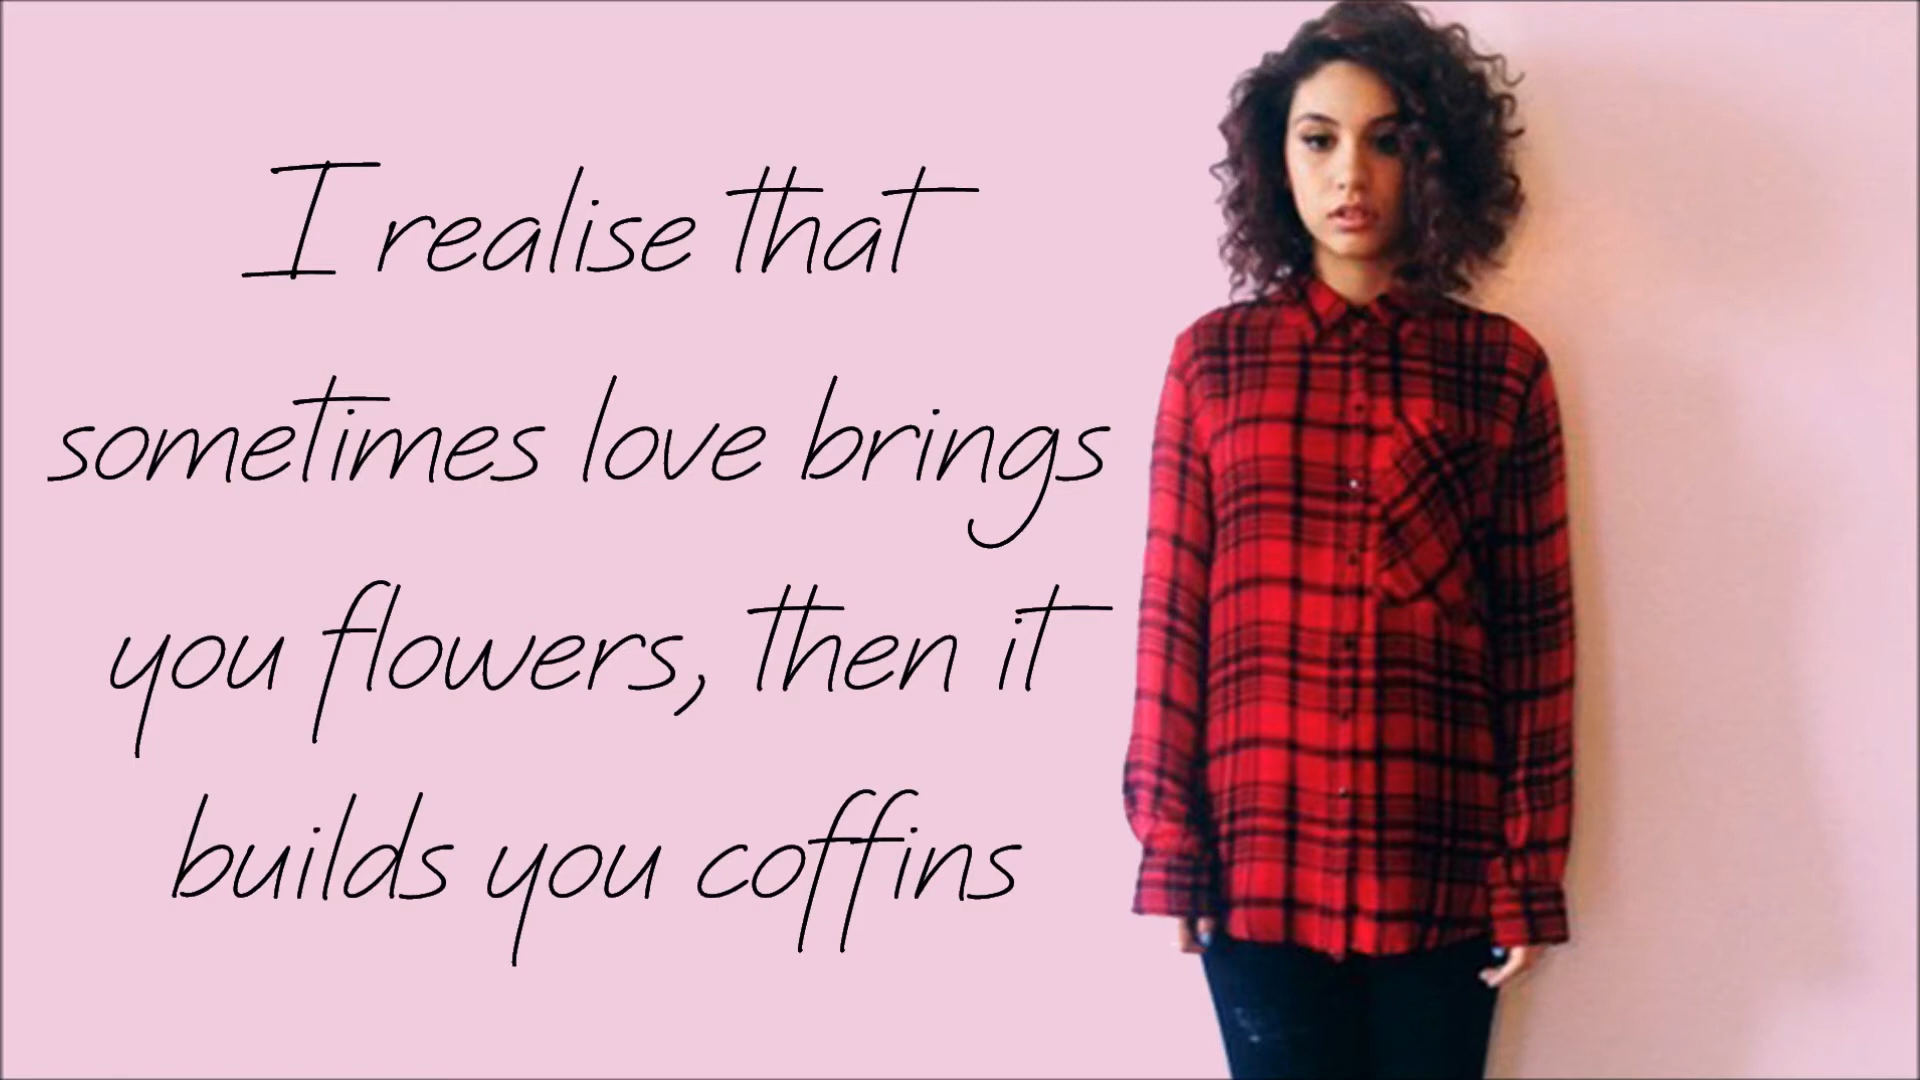 I realise that
sometimes love brings
you flowers, then it
builds you coffins